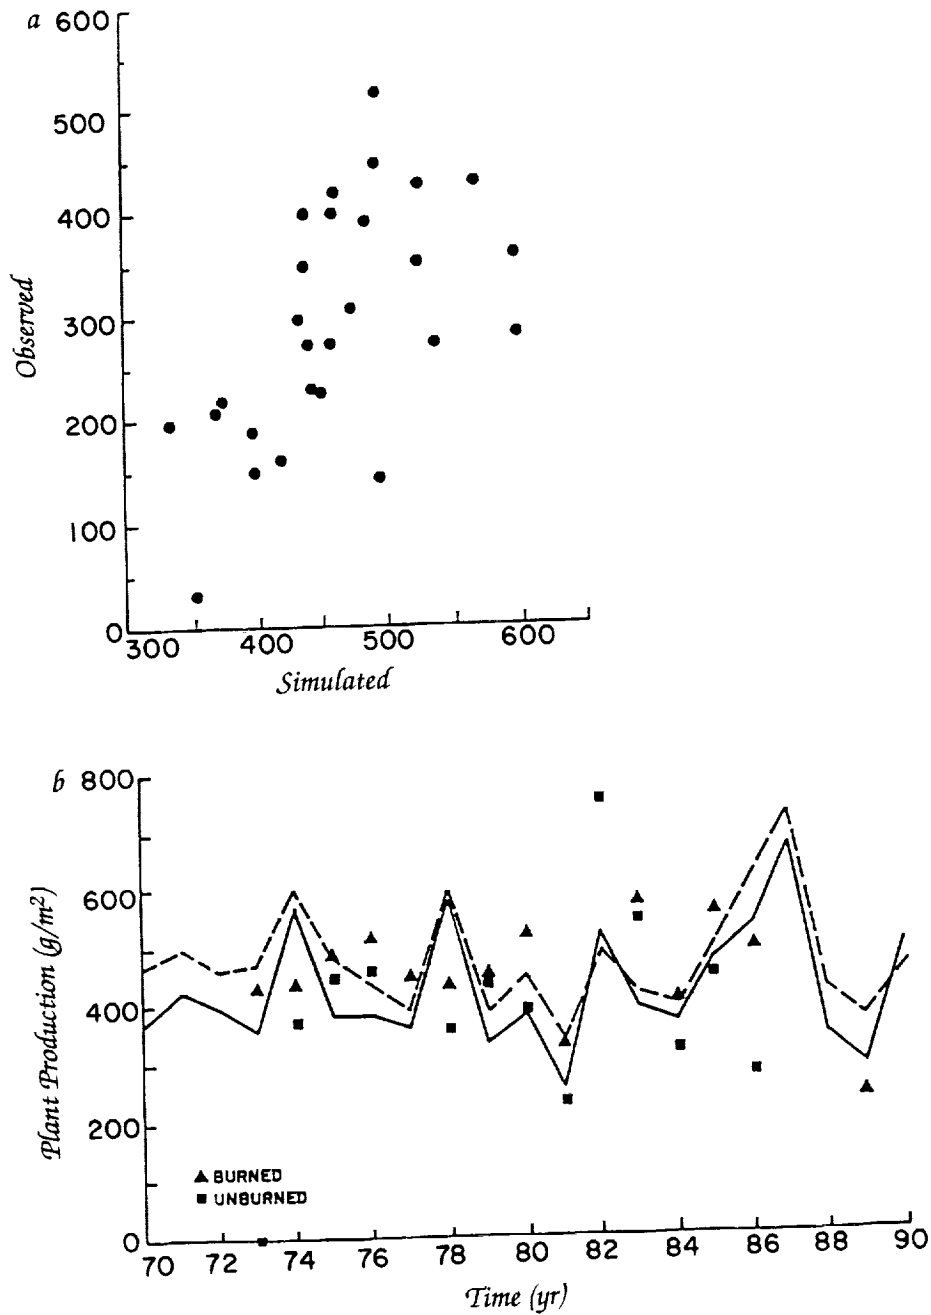 a 600
500
400
300
200
100
0
Observed
300 400 500 600
Simulated
b 800
600
400
200
0
Plant Production (g/m²)
▲ BURNED
■ UNBURNED
70 72 74 76 78 80 82 84 86 88 90
Time (yr)